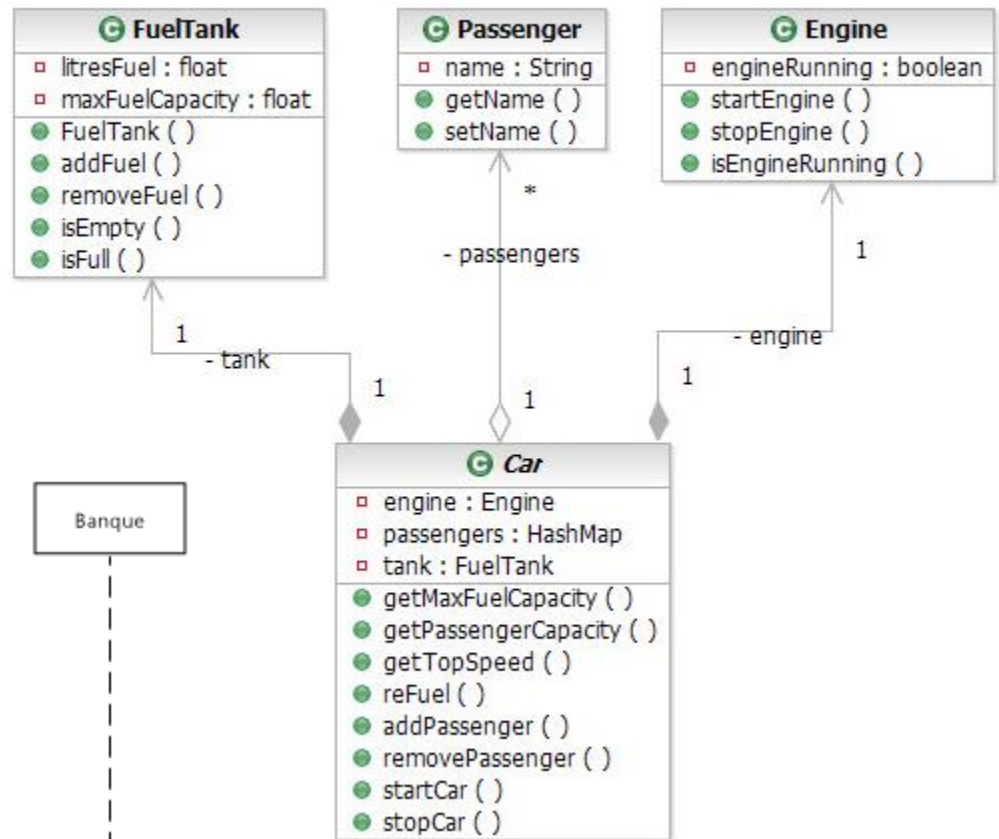 FuelTank
litresFuel : float
maxFuelCapacity : float
FuelTank ( )
addFuel ( )
removeFuel ( )
isEmpty ( )
isFull ( )
Passenger
name : String
getName ( )
setName ( )
Engine
engineRunning : boolean
startEngine ( )
stopEngine ( )
isEngineRunning ( )
*
- passengers
1
1
- tank
- engine
1
1
1
Car
engine : Engine
passengers : HashMap
tank : FuelTank
getMaxFuelCapacity ( )
getPassengerCapacity ( )
getTopSpeed ( )
reFuel ( )
addPassenger ( )
removePassenger ( )
startCar ( )
stopCar ( )
Banque